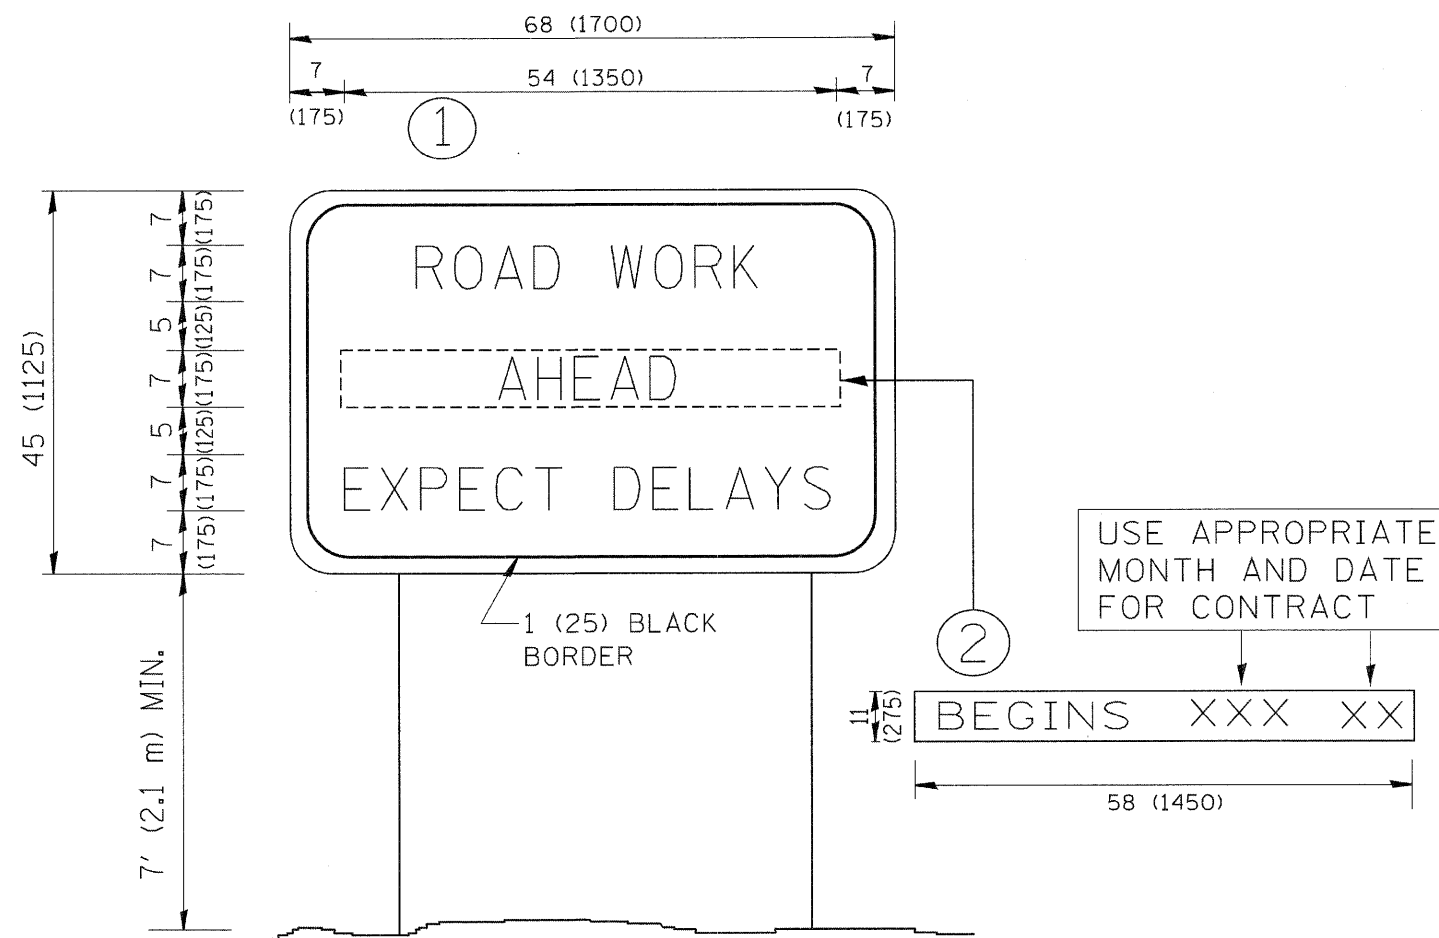 68 (1700)
7
54 (1350)
7
(175)
(175)
1
45 (1125)
7 (175)
7 (175)
5 (125)
7 (175)
5 (125)
7 (175)
7 (175)
ROAD WORK
AHEAD
EXPECT DELAYS
1 (25) BLACK
BORDER
7' (2.1 m) MIN.
2
USE APPROPRIATE
MONTH AND DATE
FOR CONTRACT
11
(275)
BEGINS XXX XX
58 (1450)